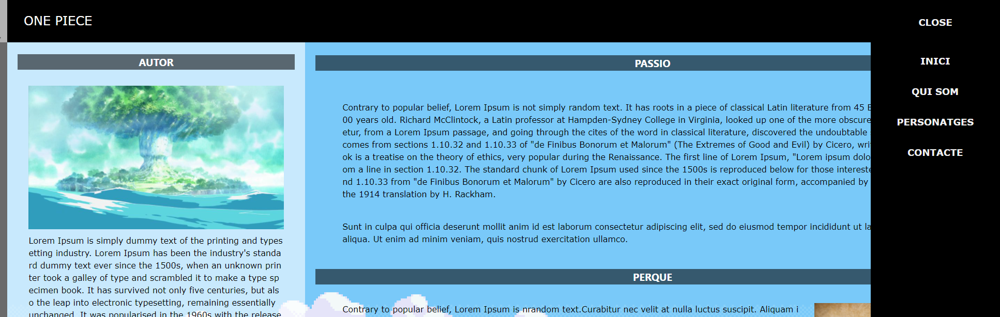 ONE PIECE
CLOSE
INICI
QUI SOM
PERSONATGES
CONTACTE
AUTOR
Lorem Ipsum is simply dummy text of the printing and types
etting industry. Lorem Ipsum has been the industry's standa
rd dummy text ever since the 1500s, when an unknown prin
ter took a galley of type and scrambled it to make a type sp
ecimen book. It has survived not only five centuries, but als
o the leap into electronic typesetting, remaining essentially
unchanged. It was popularised in the 1960s with the release
PASSIO
Contrary to popular belief, Lorem Ipsum is not simply random text. It has roots in a piece of classical Latin literature from 45
00 years old. Richard McClintock, a Latin professor at Hampden-Sydney College in Virginia, looked up one of the more obscure
etur, from a Lorem Ipsum passage, and going through the cites of the word in classical literature, discovered the undoubtable
comes from sections 1.10.32 and 1.10.33 of "de Finibus Bonorum et Malorum" (The Extremes of Good and Evil) by Cicero, wri
ok is a treatise on the theory of ethics, very popular during the Renaissance. The first line of Lorem Ipsum, "Lorem ipsum dolo
om a line in section 1.10.32. The standard chunk of Lorem Ipsum used since the 1500s is reproduced below for those intereste
nd 1.10.33 from "de Finibus Bonorum et Malorum" by Cicero are also reproduced in their exact original form, accompanied by
the 1914 translation by H. Rackham.
Sunt in culpa qui officia deserunt mollit anim id est laborum consectetur adipiscing elit, sed do eiusmod tempor incididunt ut la
aliqua. Ut enim ad minim veniam, quis nostrud exercitation ullamco.
PERQUE
Contrary to popular belief, Lorem Ipsum is nrandom text.Curabitur nec velit at nulla luctus suscipit. Aliquam i